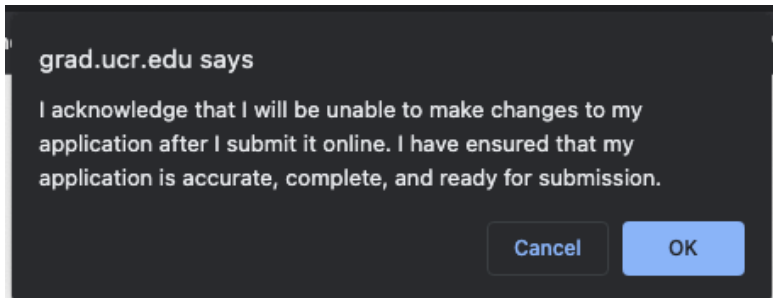 grad.ucr.edu says
I acknowledge that I will be unable to make changes to my
application after I submit it online. I have ensured that my
application is accurate, complete, and ready for submission.
Cancel OK